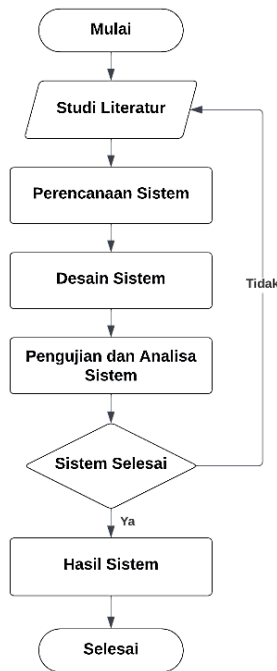 Mulai
Studi Literatur
Perencanaan Sistem
Desain Sistem
Tidak
Pengujian dan Analisa
Sistem
Sistem Selesai
Ya
Hasil Sistem
Selesai